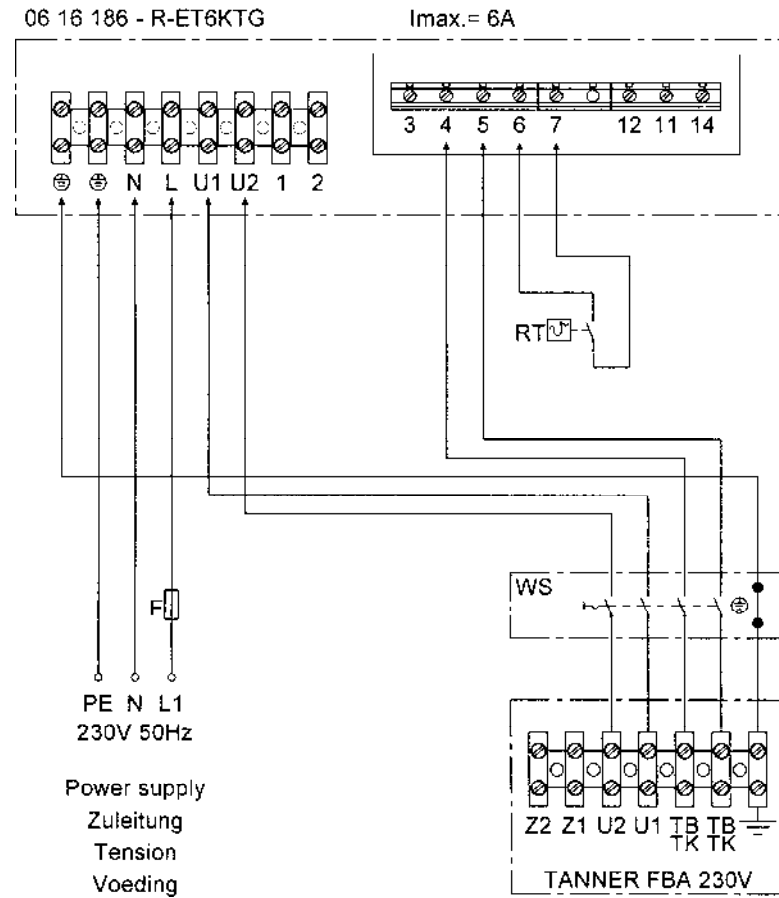 06 16 186 - R-ET6KTG
Imax.= 6A
3 4 5 6 7 12 11 14
N L U1 U2 1 2
RT
WS
F
PE N L1
230V 50Hz
Power supply
Zuleitung
Tension
Voeding
Z2 Z1 U2 U1 TB TB
TK TK
TANNER FBA 230V